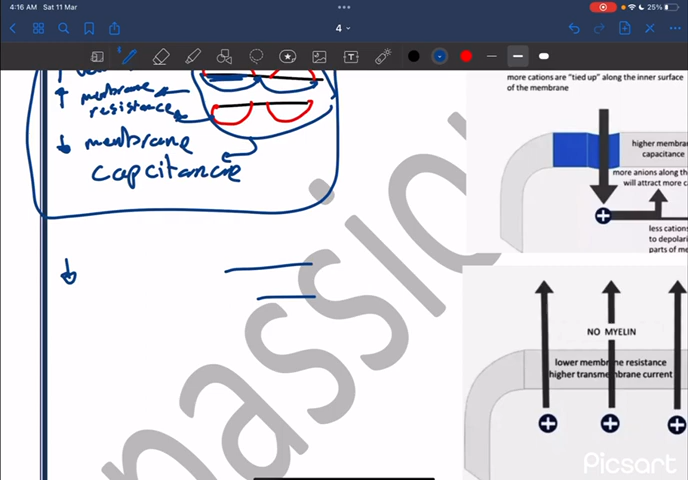 4:16 AM Sat 11 Mar
25%
4
more cations are "tied up" along the inner surface
of the membrane
↑ membrane
resistance
↓ membrane
capacitance
higher membra
capacitance
more anions along th
will attract more c
less cations
to depolari
parts of me
↓
NO MYELIN
lower membrane resistance
higher transmembrane current
nassid
Picsart